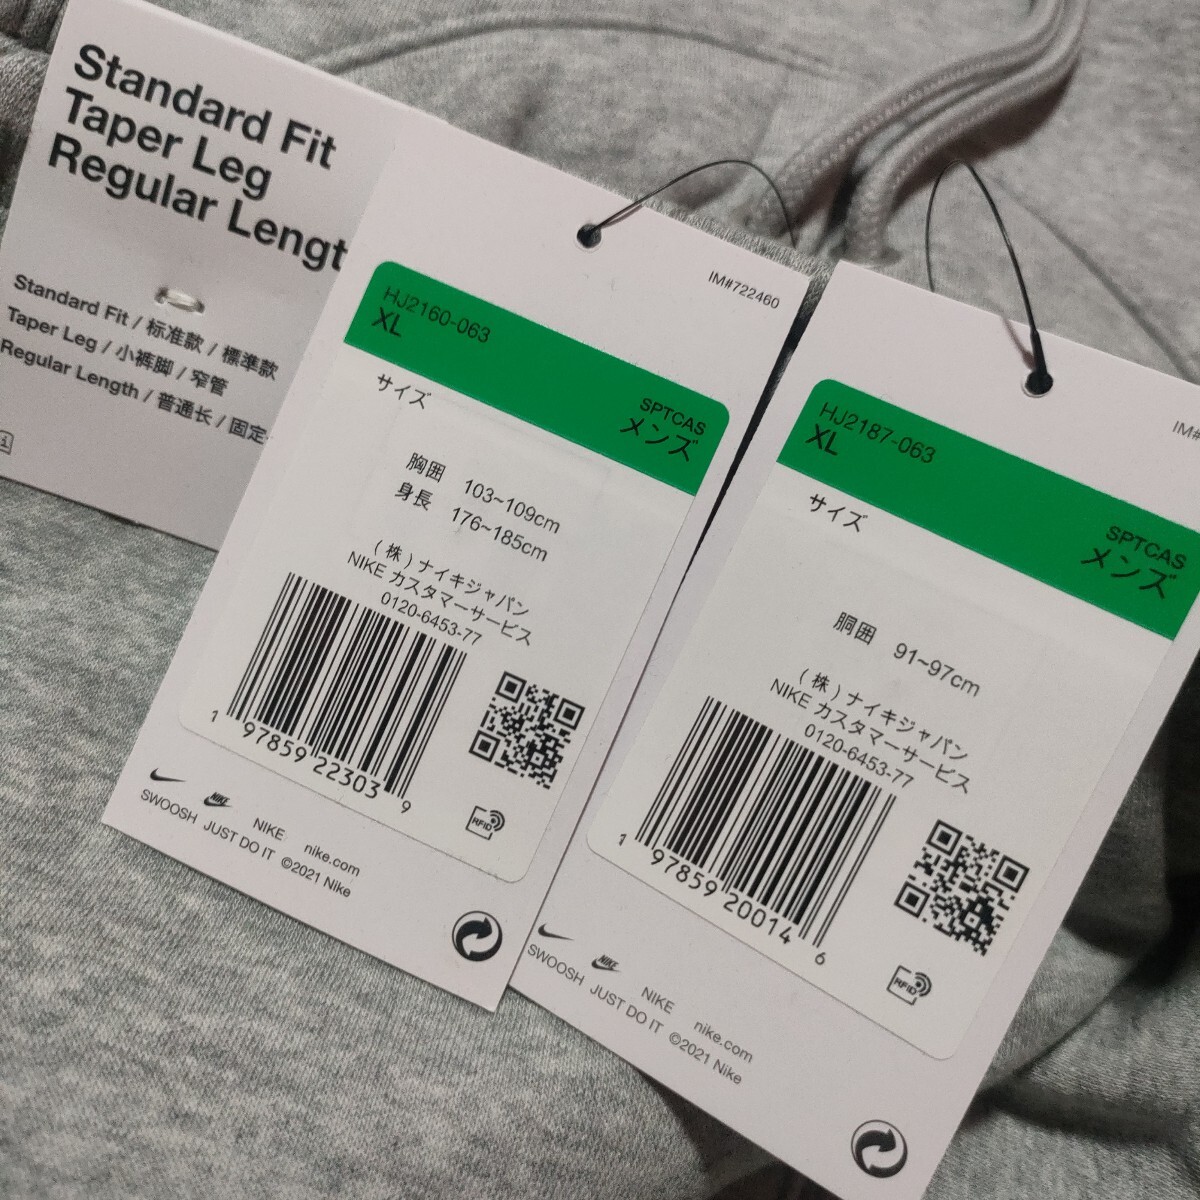 Standard Fit
Taper Leg
Regular Lengt
Standard Fit / 标准款 / 標準款
Taper Leg / 小裤脚 / 窄管
Regular Length / 普通长 / 固定
IM#722460
HJ2160-063
XL
SPTCAS
メンズ
サイズ
胸囲 103~109cm
身長 176~185cm
(株)ナイキジャパン
NIKE カスタマーサービス
0120-6453-77
1 97859 22303 9
RFID
NIKE
NIKE nike.com
SWOOSH JUST DO IT ©2021 Nike
IM#
HJ2187-063
XL
SPTCAS
メンズ
サイズ
胴囲 91~97cm
(株)ナイキジャパン
NIKE カスタマーサービス
0120-6453-77
1 97859 20014 6
RFID
NIKE
NIKE nike.com
SWOOSH JUST DO IT ©2021 Nike